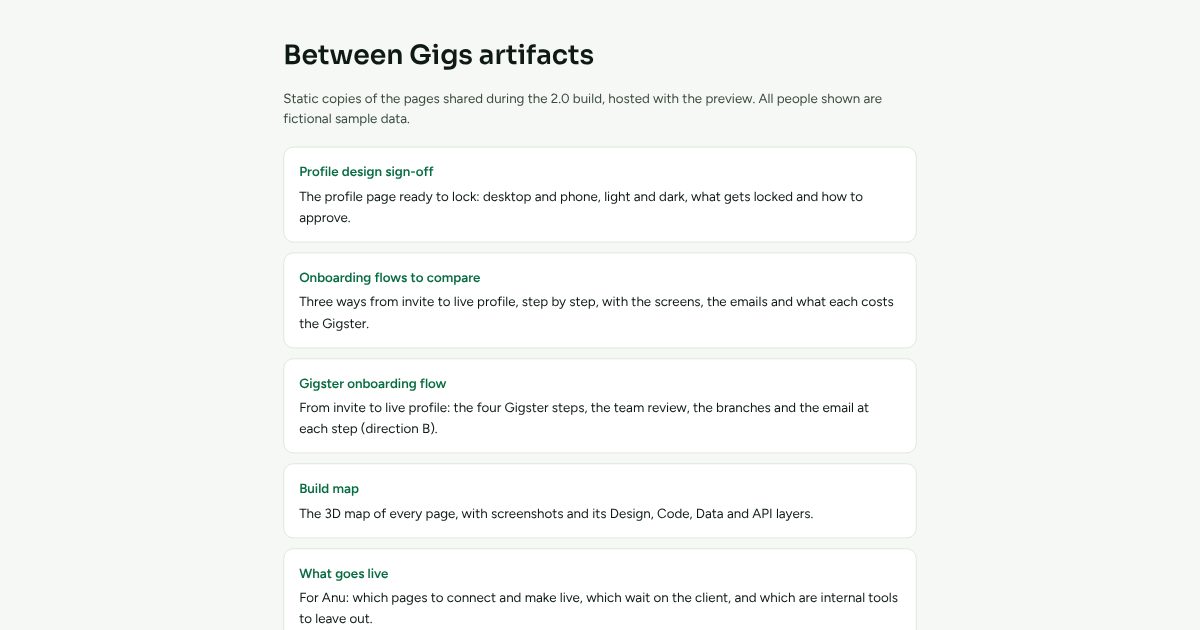 Between Gigs artifacts
Static copies of the pages shared during the 2.0 build, hosted with the preview. All people shown are
fictional sample data.
Profile design sign-off
The profile page ready to lock: desktop and phone, light and dark, what gets locked and how to
approve.
Onboarding flows to compare
Three ways from invite to live profile, step by step, with the screens, the emails and what each costs
the Gigster.
Gigster onboarding flow
From invite to live profile: the four Gigster steps, the team review, the branches and the email at
each step (direction B).
Build map
The 3D map of every page, with screenshots and its Design, Code, Data and API layers.
What goes live
For Anu: which pages to connect and make live, which wait on the client, and which are internal tools
to leave out.